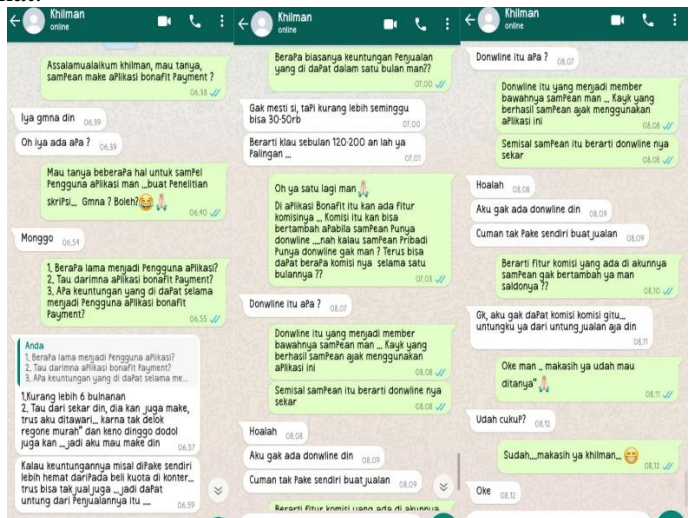 Khilman
online
Assalamualaikum khilman, mau tanya,
samPean make aPlikasi bonafit Payment ?
06.38
Iya gmna din 06.39
Oh iya ada aPa ? 06.39
Mau tanya beberaPa hal untuk samPel
Pengguna aPlikasi man ...buat Penelitian
skriPsi... Gmna ? Boleh?😂🙏
06.40
Monggo 06.54
1. BeraPa lama menjadi Pengguna aPlikasi?
2. Tau darimna aPlikasi bonafit Payment?
3. APa keuntungan yang di daPat selama
menjadi Pengguna aPlikasi bonafit
Payment?
06.55
Anda
1. BeraPa lama menjadi Pengguna aPlikasi?
2. Tau darimna aPlikasi bonafit Payment?
3. APa keuntungan yang di daPat selama me...
1,Kurang lebih 6 bulnanan
2, Tau dari sekar din, dia kan juga make,
trus aku ditawari,.. karna tak delok
regone murah" dan keno dinggo dodol
juga kan ,..jadi aku mau make din
06.57
Kalau keuntungannya misal diPake sendiri
lebih hemat dariPada beli kuota di konter,..
trus bisa tak jual juga ,..jadi daPat
untung dari Penjualannya itu ,...
06.59
Khilman
online
BeraPa biasanya keuntungan Penjualan
yang di daPat dalam satu bulan man??
07.00
Gak mesti si, taPi kurang lebih seminggu
bisa 30-50rb
07.00
Berarti klau sebulan 120-200 an lah ya
Palingan ...
07.01
Oh ya satu lagi man 🙏
Di aPlikasi Bonafit itu kan ada fitur
komisinya ... Komisi itu kan bisa
bertambah aPabila samPean Punya
donwline ....nah kalau samPean Pribadi
Punya donwline gak man ? Terus bisa
daPat beraPa komisi nya selama satu
bulannya ??
07.03
Donwline itu aPa ? 08.07
Donwline itu yang menjadi member
bawahnya samPean man ... Kayk yang
berhasil samPean ajak menggunakan
aPlikasi ini
08.08
Semisal samPean itu berarti donwline nya
sekar
08.08
Hoalah 08.08
Aku gak ada donwline din 08.09
Cuman tak Pake sendiri buat jualan 08.09
Berarti fitur komisi yang ada di akunnya
Khilman
online
Donwline itu aPa ? 08.07
Donwline itu yang menjadi member
bawahnya samPean man ... Kayk yang
berhasil samPean ajak menggunakan
aPlikasi ini
08.08
Semisal samPean itu berarti donwline nya
sekar
08.08
Hoalah 08.08
Aku gak ada donwline din 08.09
Cuman tak Pake sendiri buat jualan 08.09
Berarti fitur komisi yang ada di akunnya
samPean gak bertambah ya man
saldonya ??
08.10
Gk, aku gak daPat komisi komisi gitu,..
untungku ya dari untung jualan aja din
08.11
Oke man .. makasih ya udah mau
ditanya" 🙏
08.11
Udah cukuP? 08.12
Sudah,,,makasih ya khilman,.. 😁
08.12
Oke 08.12